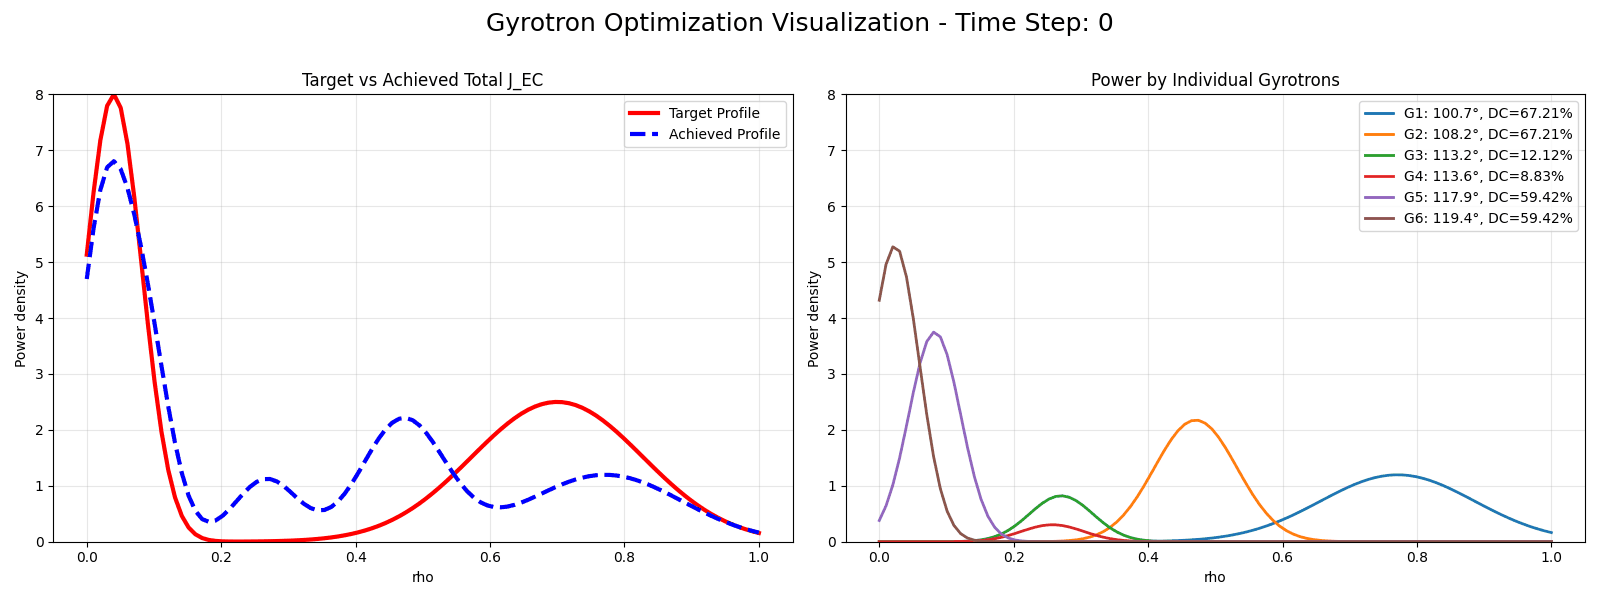 Gyrotron Optimization Visualization - Time Step: 0
Target vs Achieved Total J_EC
Power density
8
7
6
5
4
3
2
1
0
Target Profile
Achieved Profile
0.0 0.2 0.4 0.6 0.8 1.0
rho
Power by Individual Gyrotrons
Power density
8
7
6
5
4
3
2
1
0
G1: 100.7°, DC=67.21%
G2: 108.2°, DC=67.21%
G3: 113.2°, DC=12.12%
G4: 113.6°, DC=8.83%
G5: 117.9°, DC=59.42%
G6: 119.4°, DC=59.42%
0.0 0.2 0.4 0.6 0.8 1.0
rho